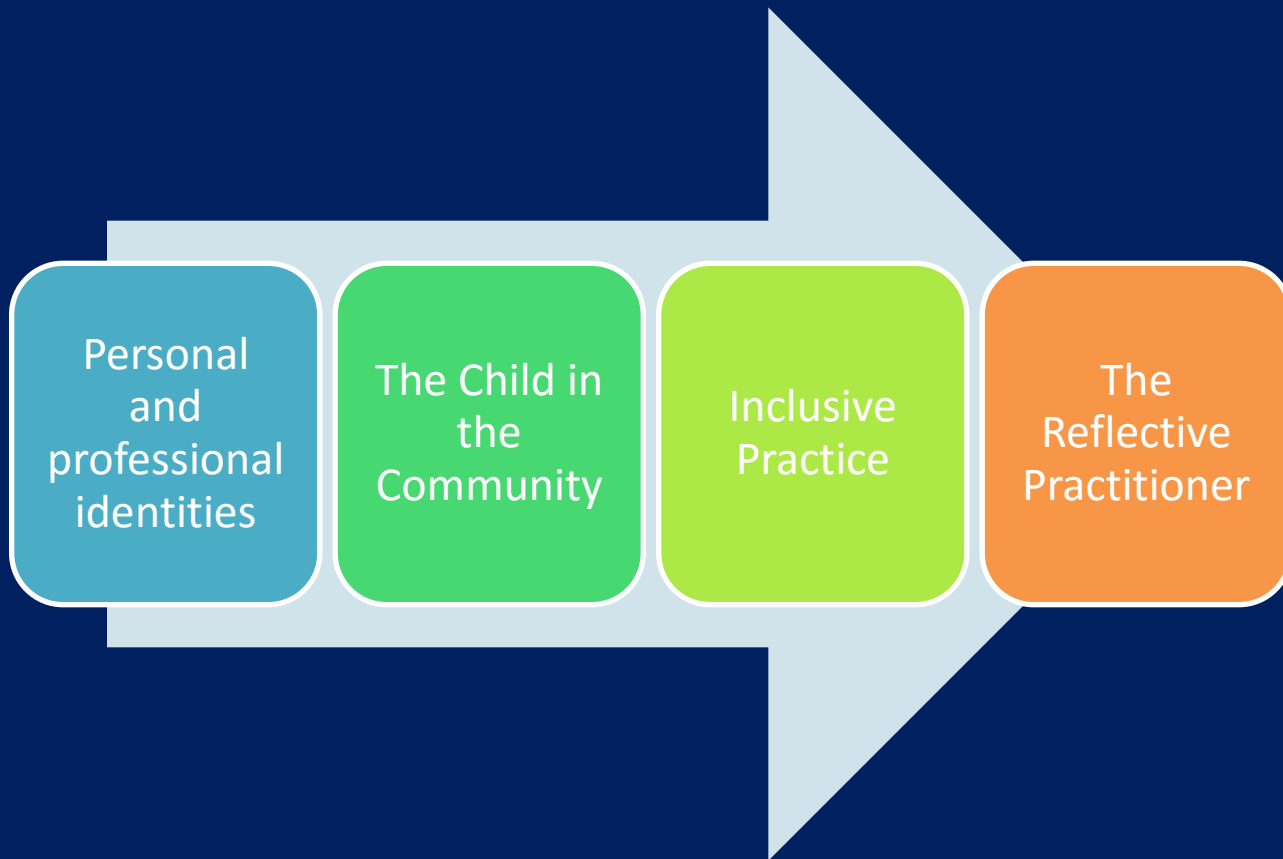 Personal
and
professional
identities
The Child in
the
Community
Inclusive
Practice
The
Reflective
Practitioner